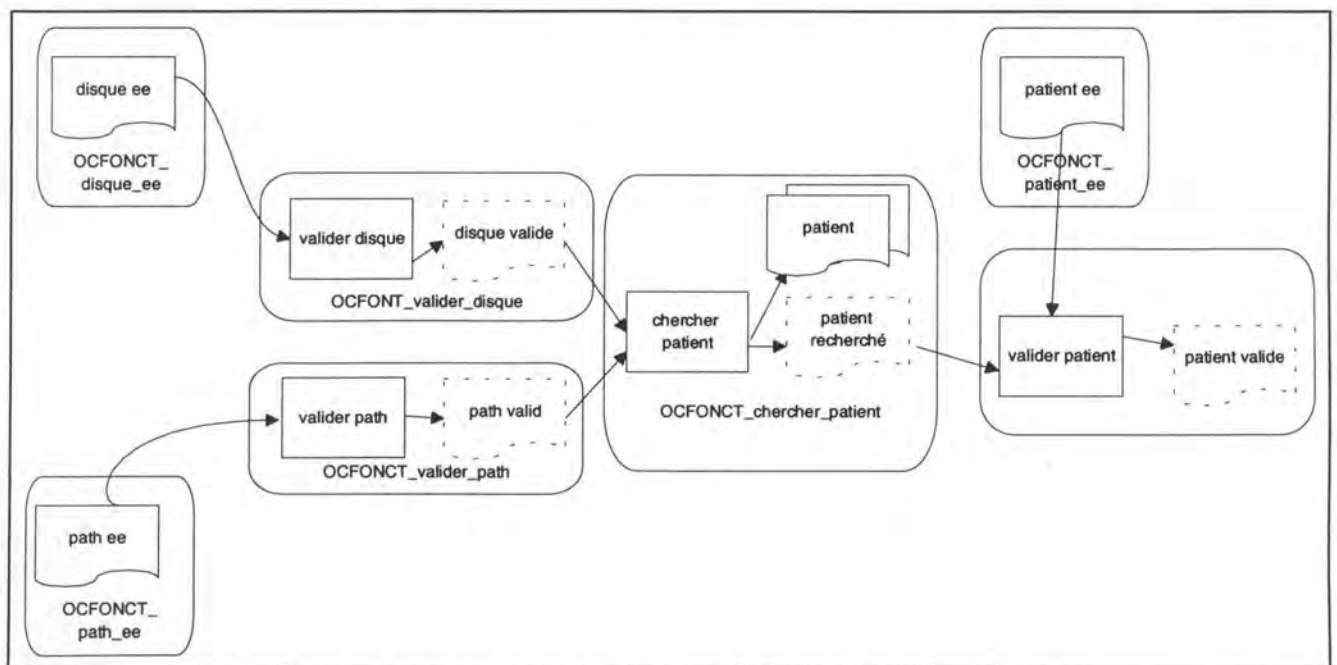 disque ee
OCFONCT_
disque_ee
patient ee
OCFONCT_
patient_ee
valider disque
disque valide
OCFONT_valider_disque
patient
chercher
patient
patient
recherché
OCFONCT_chercher_patient
valider patient
patient valide
valider path
path valid
OCFONCT_valider_path
path ee
OCFONCT_
path_ee